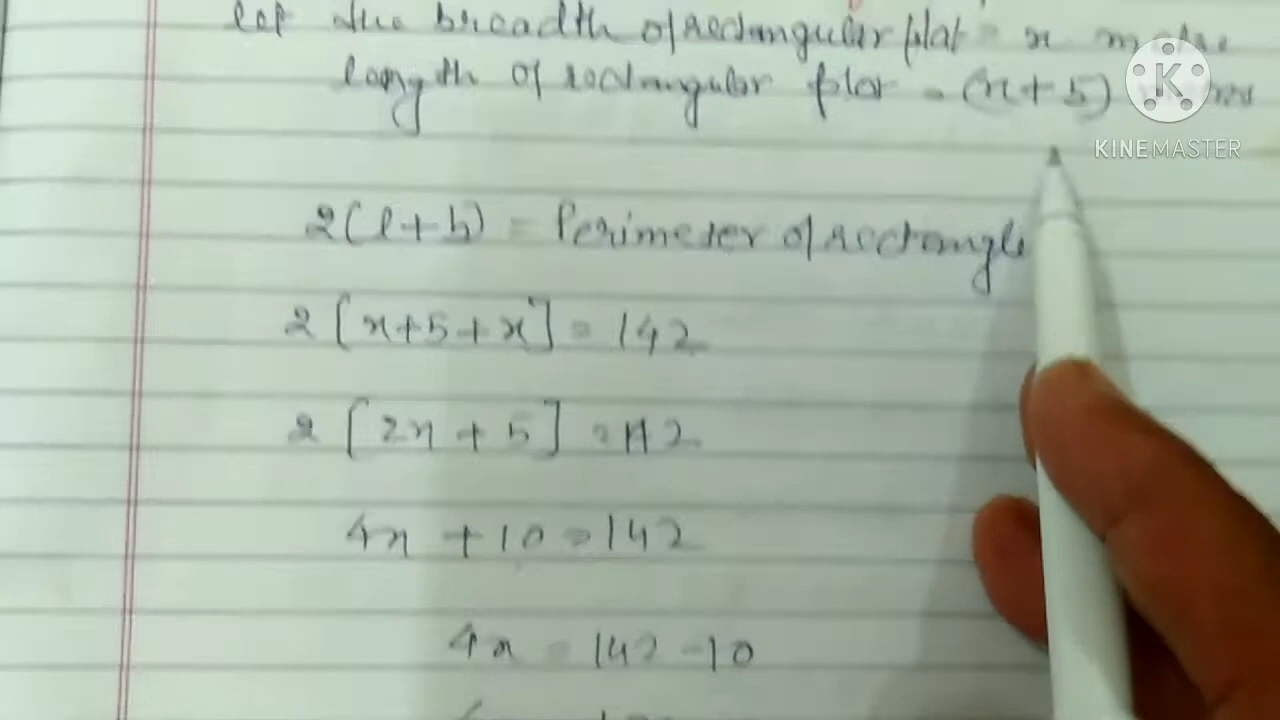 let the breadth of rectangular plot = x metre
length of rectangular plot = (x+5)
KINEMASTER
2(l+b) = Perimeter of rectangle
2[x+5+x] = 142
2[2x+5] = 142
4x + 10 = 142
4x = 142 - 10